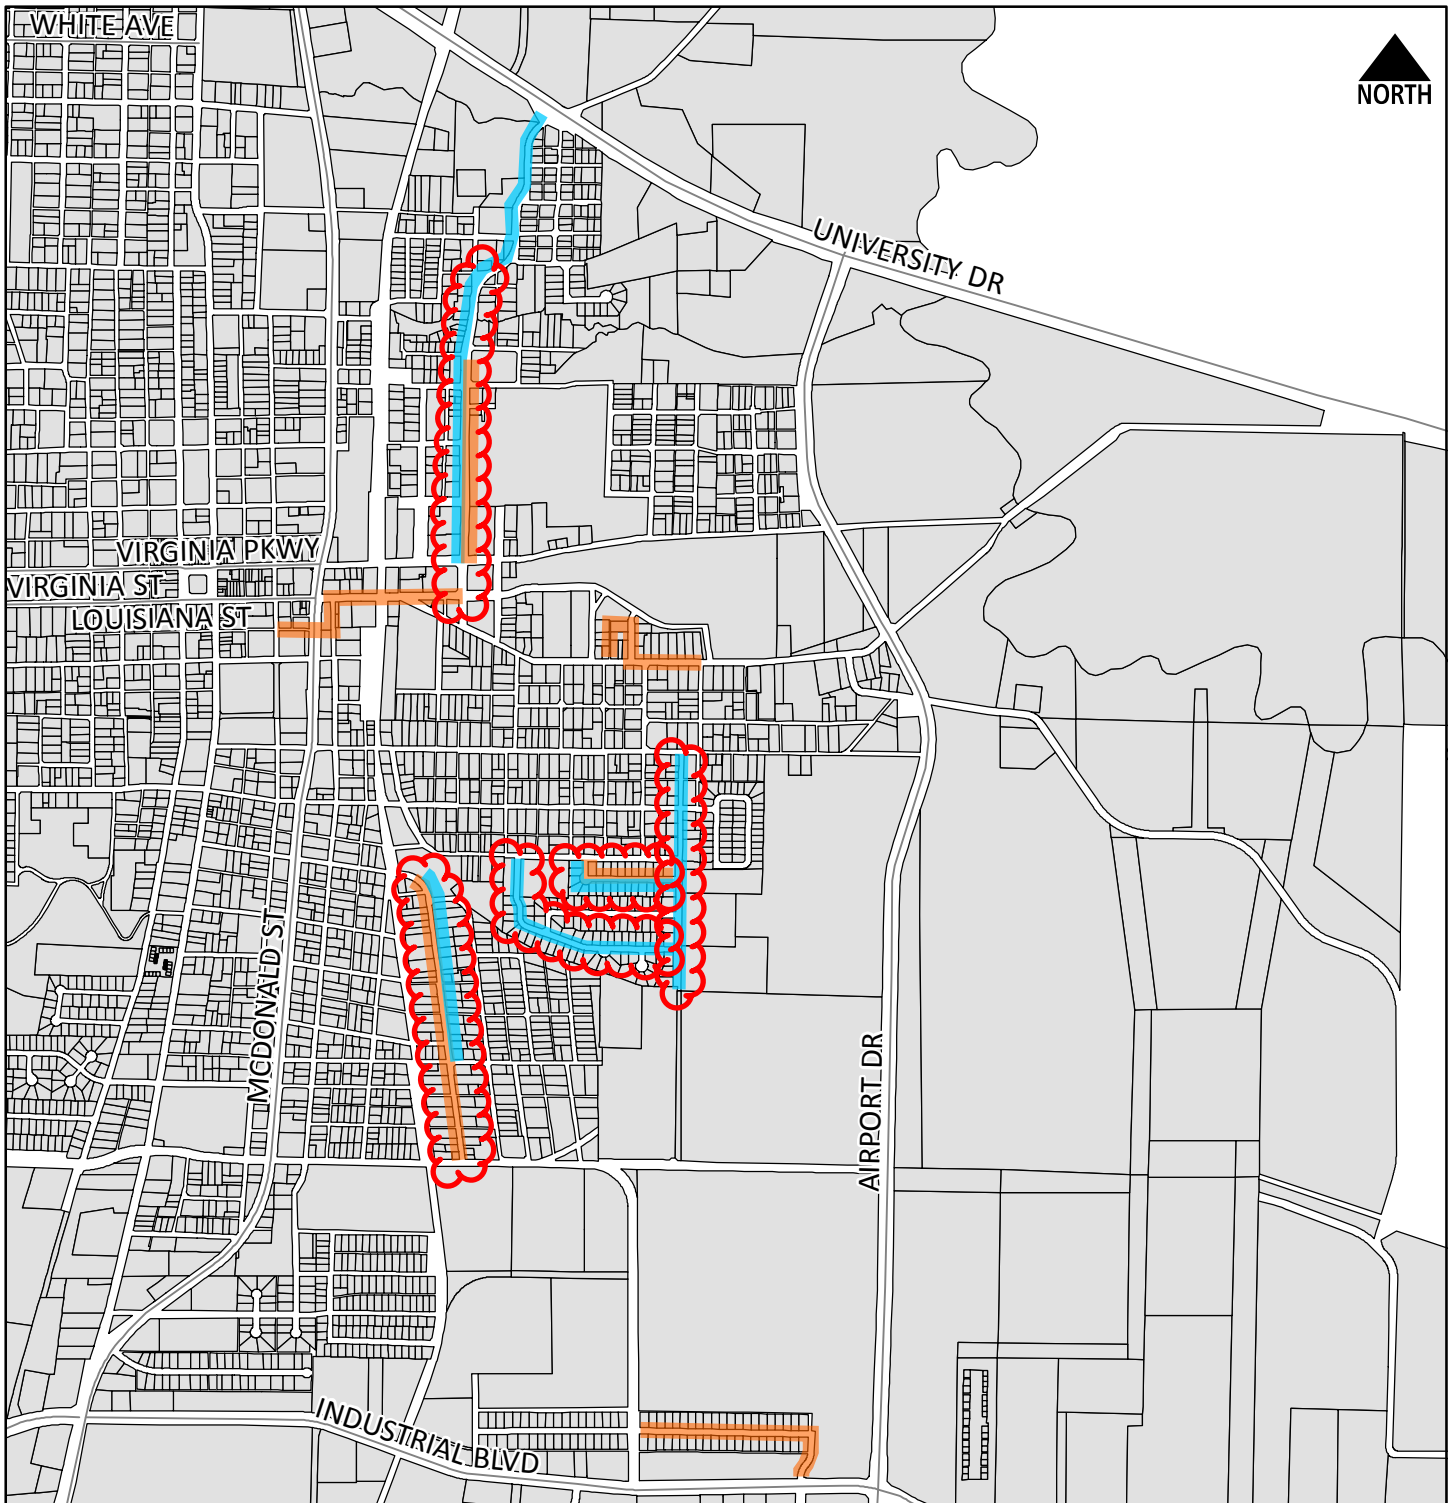 WHITE AVE
NORTH
UNIVERSITY DR
VIRGINIA PKWY
VIRGINIA ST
LOUISIANA ST
MCDONALD ST
AIRPORT DR
INDUSTRIAL BLVD